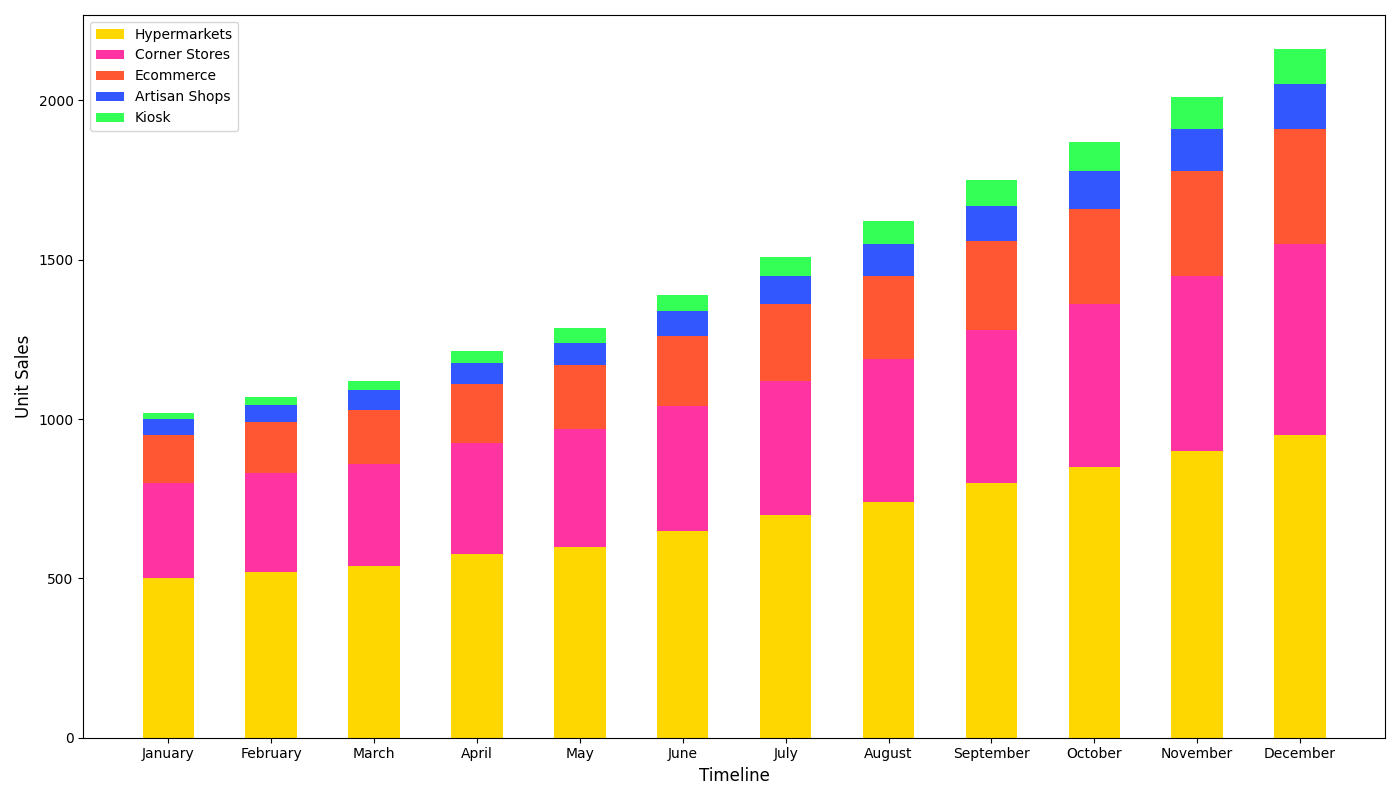 Hypermarkets
Corner Stores
Ecommerce
Artisan Shops
Kiosk
Unit Sales
2000
1500
1000
500
0
January February March April May June July August September October November December
Timeline